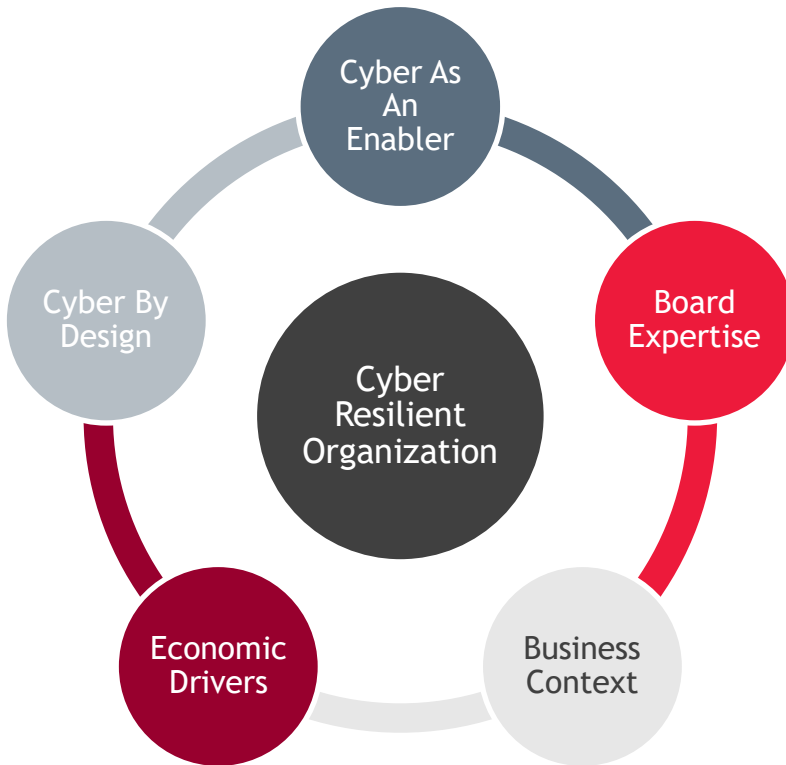 Cyber As
An
Enabler
Cyber By
Design
Board
Expertise
Cyber
Resilient
Organization
Economic
Drivers
Business
Context